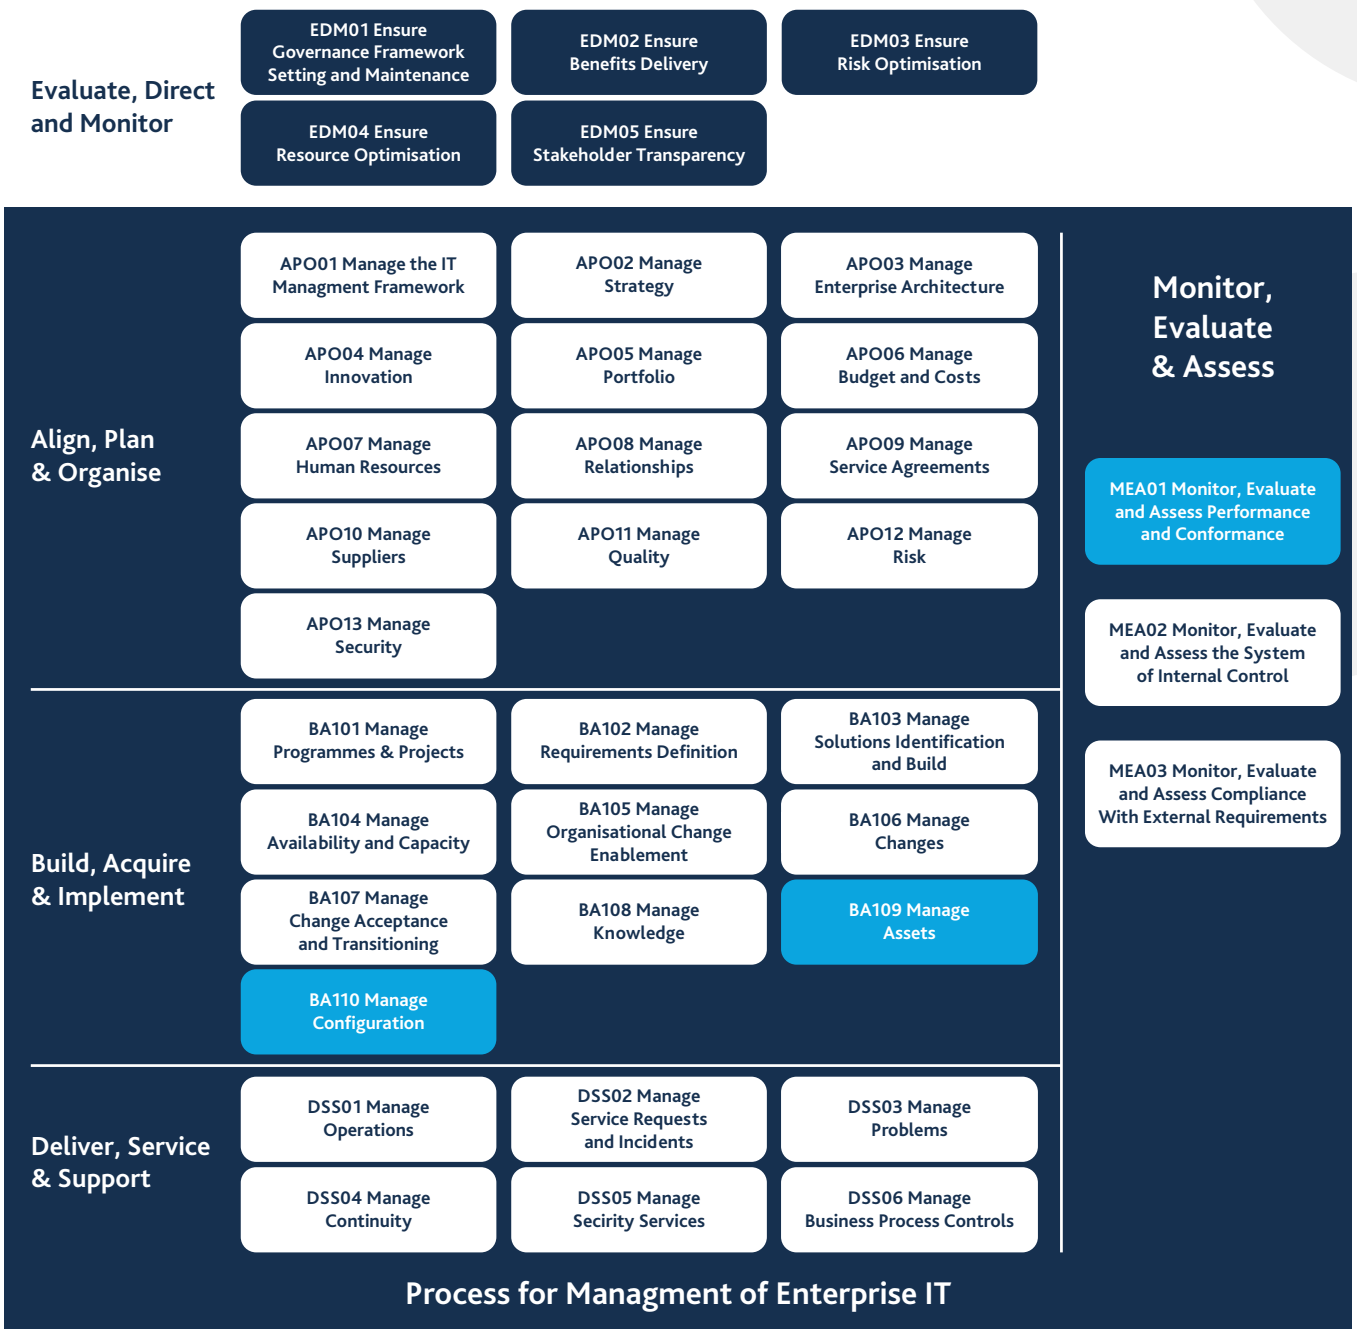 Evaluate, Direct
and Monitor
EDM01 Ensure
Governance Framework
Setting and Maintenance
EDM02 Ensure
Benefits Delivery
EDM03 Ensure
Risk Optimisation
EDM04 Ensure
Resource Optimisation
EDM05 Ensure
Stakeholder Transparency
Align, Plan
& Organise
APO01 Manage the IT
Managment Framework
APO02 Manage
Strategy
APO03 Manage
Enterprise Architecture
APO04 Manage
Innovation
APO05 Manage
Portfolio
APO06 Manage
Budget and Costs
APO07 Manage
Human Resources
APO08 Manage
Relationships
APO09 Manage
Service Agreements
APO10 Manage
Suppliers
APO11 Manage
Quality
APO12 Manage
Risk
APO13 Manage
Security
Build, Acquire
& Implement
BA101 Manage
Programmes & Projects
BA102 Manage
Requirements Definition
BA103 Manage
Solutions Identification
and Build
BA104 Manage
Availability and Capacity
BA105 Manage
Organisational Change
Enablement
BA106 Manage
Changes
BA107 Manage
Change Acceptance
and Transitioning
BA108 Manage
Knowledge
BA109 Manage
Assets
BA110 Manage
Configuration
Deliver, Service
& Support
DSS01 Manage
Operations
DSS02 Manage
Service Requests
and Incidents
DSS03 Manage
Problems
DSS04 Manage
Continuity
DSS05 Manage
Secirity Services
DSS06 Manage
Business Process Controls
Monitor,
Evaluate
& Assess
MEA01 Monitor, Evaluate
and Assess Performance
and Conformance
MEA02 Monitor, Evaluate
and Assess the System
of Internal Control
MEA03 Monitor, Evaluate
and Assess Compliance
With External Requirements
Process for Managment of Enterprise IT